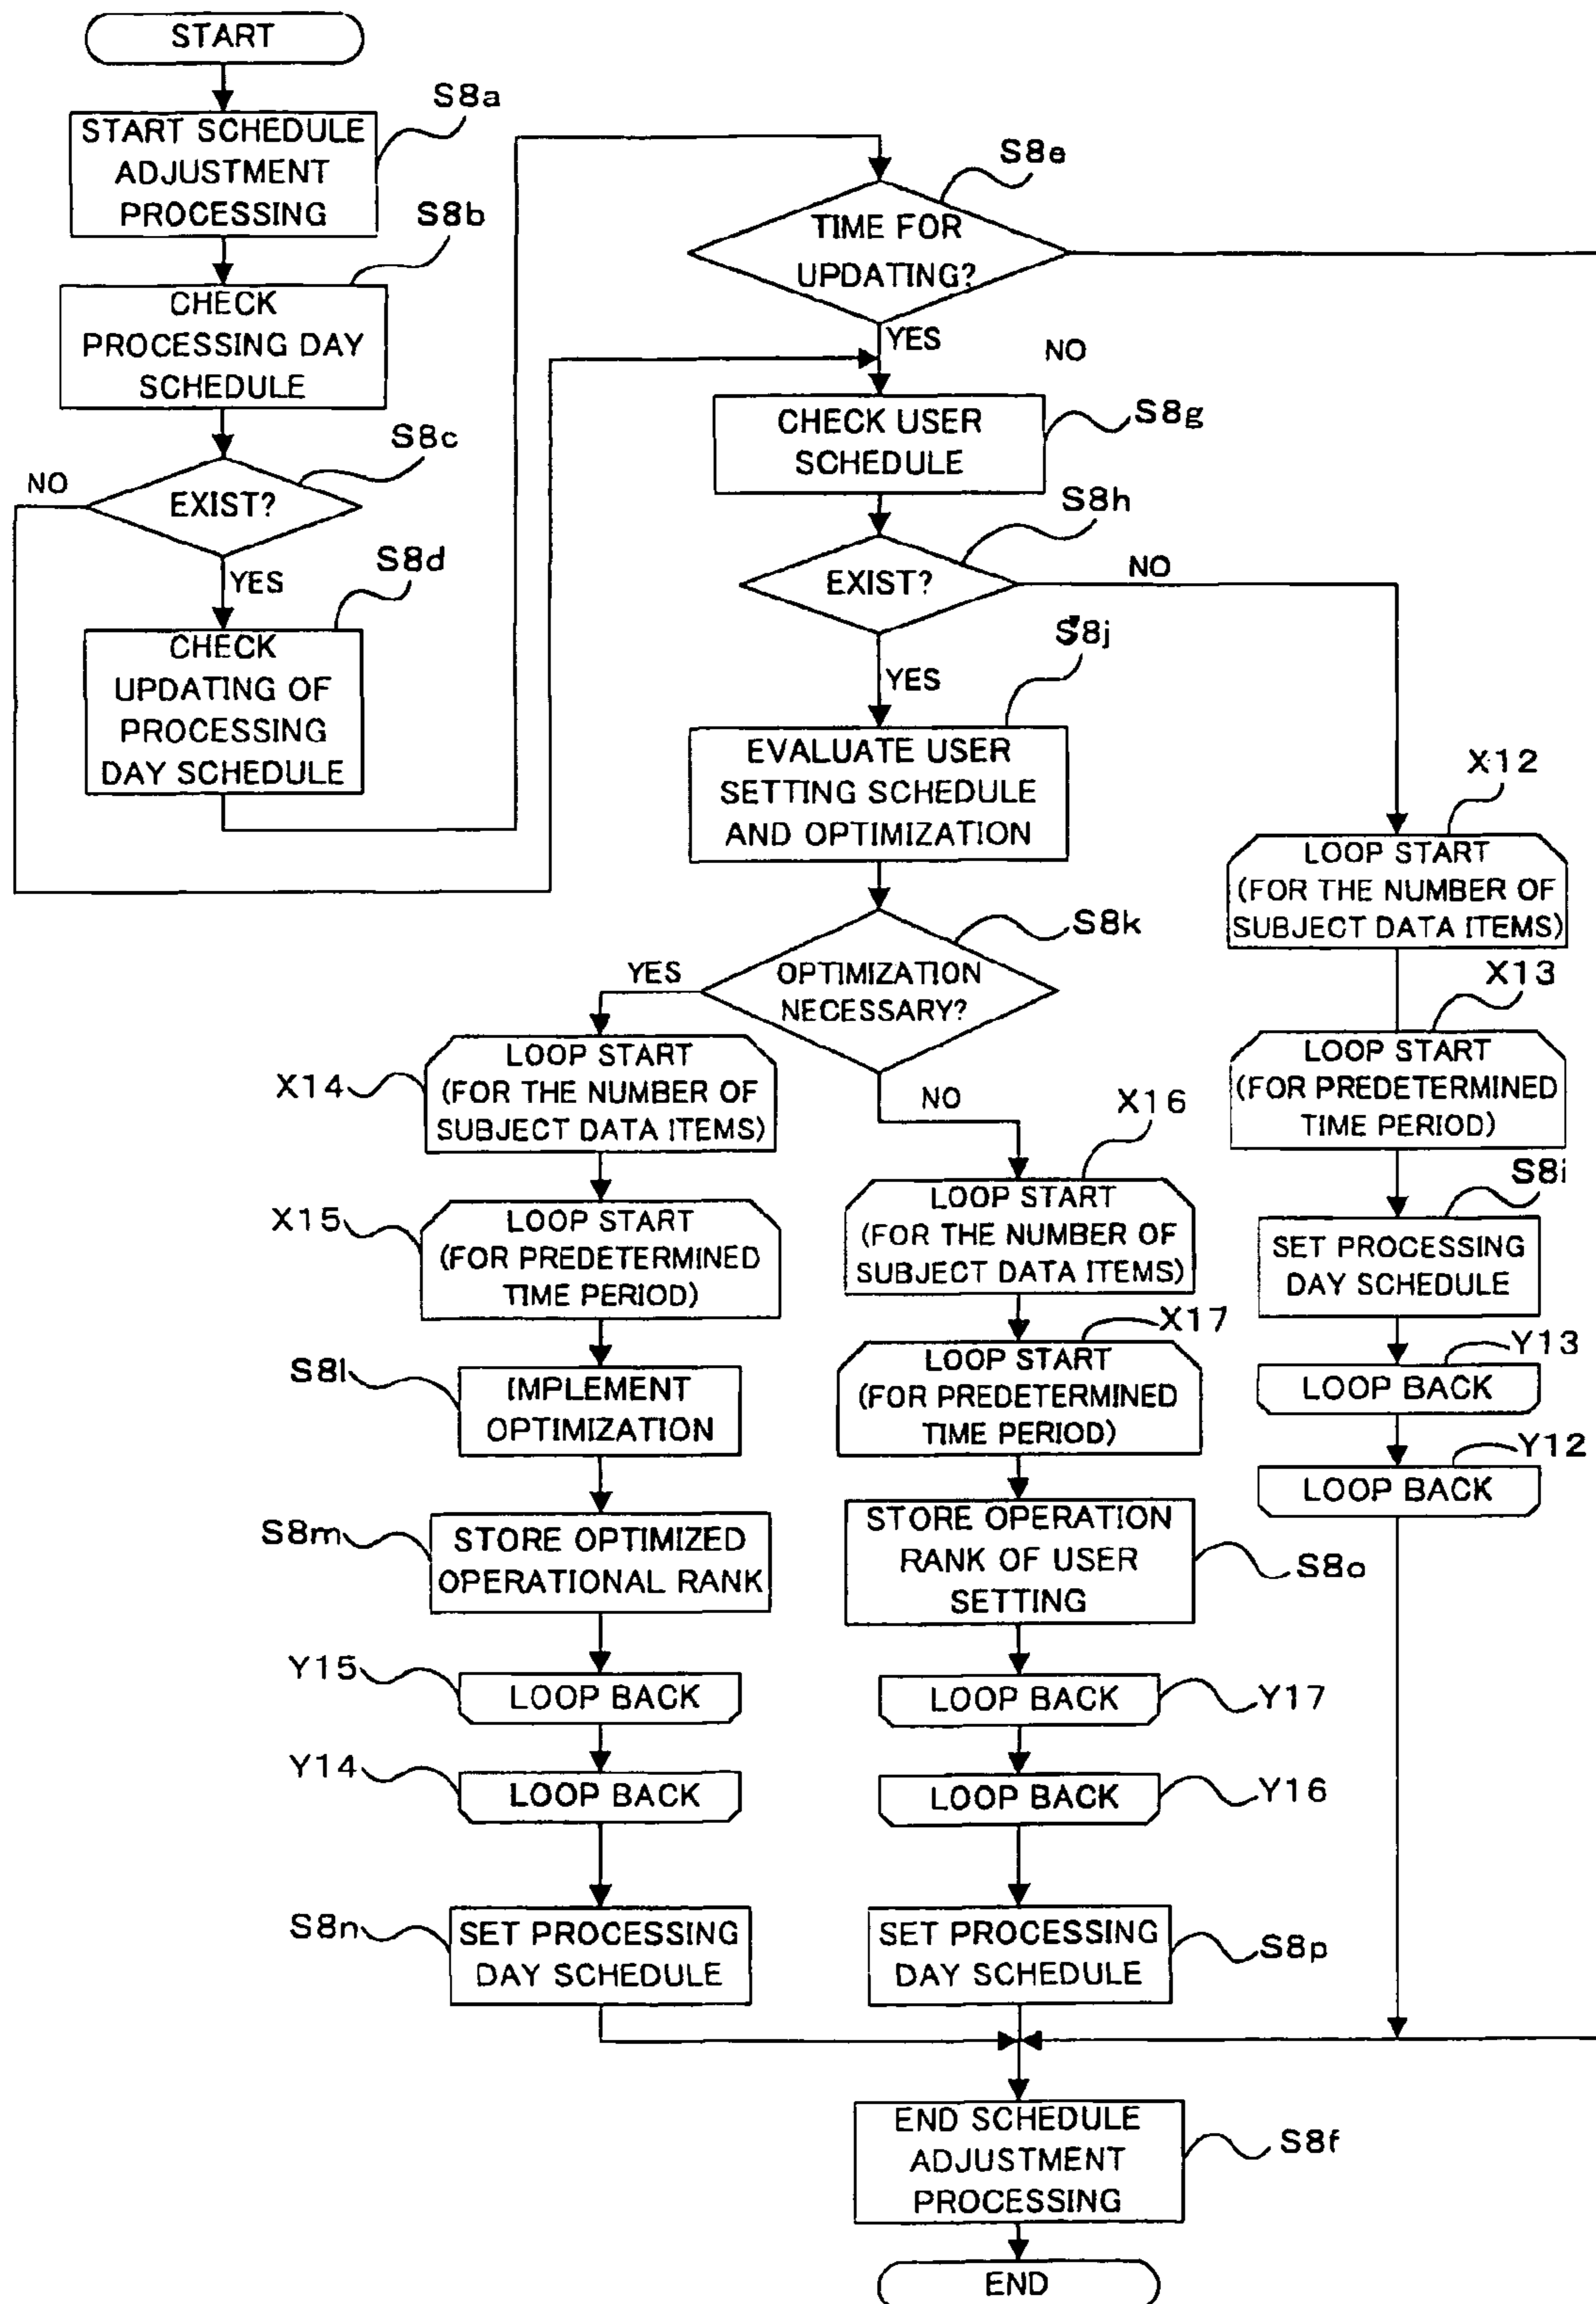 START
S8a
START SCHEDULE
ADJUSTMENT
PROCESSING
S8b
CHECK
PROCESSING DAY
SCHEDULE
S8c
NO
EXIST?
YES
S8d
CHECK
UPDATING OF
PROCESSING
DAY SCHEDULE
S8e
TIME FOR
UPDATING?
YES
NO
CHECK USER
SCHEDULE
S8g
S8h
EXIST?
NO
YES
S8j
EVALUATE USER
SETTING SCHEDULE
AND OPTIMIZATION
S8k
OPTIMIZATION
NECESSARY?
YES
NO
X14
LOOP START
(FOR THE NUMBER OF
SUBJECT DATA ITEMS)
X15
LOOP START
(FOR PREDETERMINED
TIME PERIOD)
S8l
IMPLEMENT
OPTIMIZATION
S8m
STORE OPTIMIZED
OPERATIONAL RANK
Y15
LOOP BACK
Y14
LOOP BACK
S8n
SET PROCESSING
DAY SCHEDULE
X16
LOOP START
(FOR THE NUMBER OF
SUBJECT DATA ITEMS)
X17
LOOP START
(FOR PREDETERMINED
TIME PERIOD)
STORE OPERATION
RANK OF USER
SETTING
S8o
LOOP BACK
Y17
LOOP BACK
Y16
SET PROCESSING
DAY SCHEDULE
S8p
X12
LOOP START
(FOR THE NUMBER OF
SUBJECT DATA ITEMS)
X13
LOOP START
(FOR PREDETERMINED
TIME PERIOD)
S8i
SET PROCESSING
DAY SCHEDULE
Y13
LOOP BACK
Y12
LOOP BACK
END SCHEDULE
ADJUSTMENT
PROCESSING
S8f
END